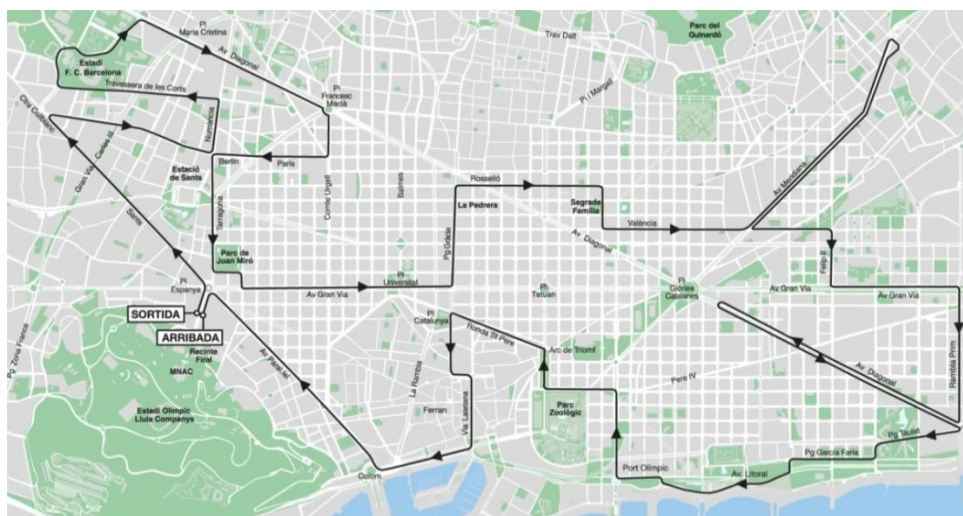 Pl
Maria Cristina
Parc del
Guinardó
Trav Dalt
Av Diagonal
Estadi
F. C. Barcelona
Travessera de les Corts
Pl
Francesc
Macià
Pi i Margall
Ctra Collblanc
Numància
Gran Via
Carles III
Berlín
París
Estació
de Sants
Comte Urgell
Balmes
Rosselló
Av Meridiana
La Pedrera
Sagrada
Família
Sants
Tarragona
València
Pg Gràcia
Av Diagonal
Parc de
Joan Miró
Felip II
Pl
Espanya
Pl
Universitat
Av Gran Via
Pl
Tetuan
Pl
Glòries
Catalanes
Av Gran Via
Av Gran Via
SORTIDA
ARRIBADA
Recinte
Firal
Pl
Catalunya
Ronda St Pere
Arc de Triomf
Pg Zona Franca
MNAC
Av Paral·lel
La Rambla
Pere IV
Av Diagonal
Rambla Prim
Estadi Olímpic
Lluís Companys
Ferran
Via Laietana
Parc
Zoològic
Pg Taulat
Pg García Faria
Colom
Port Olímpic
Av. Litoral